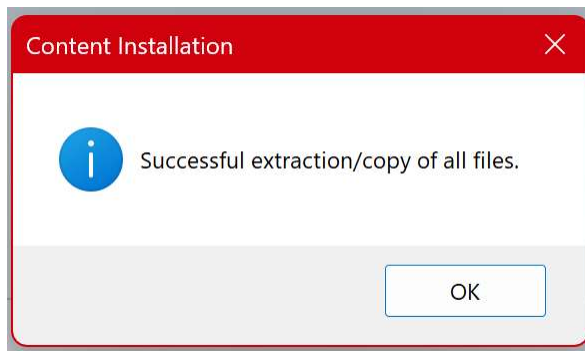 Content Installation
Successful extraction/copy of all files.
OK